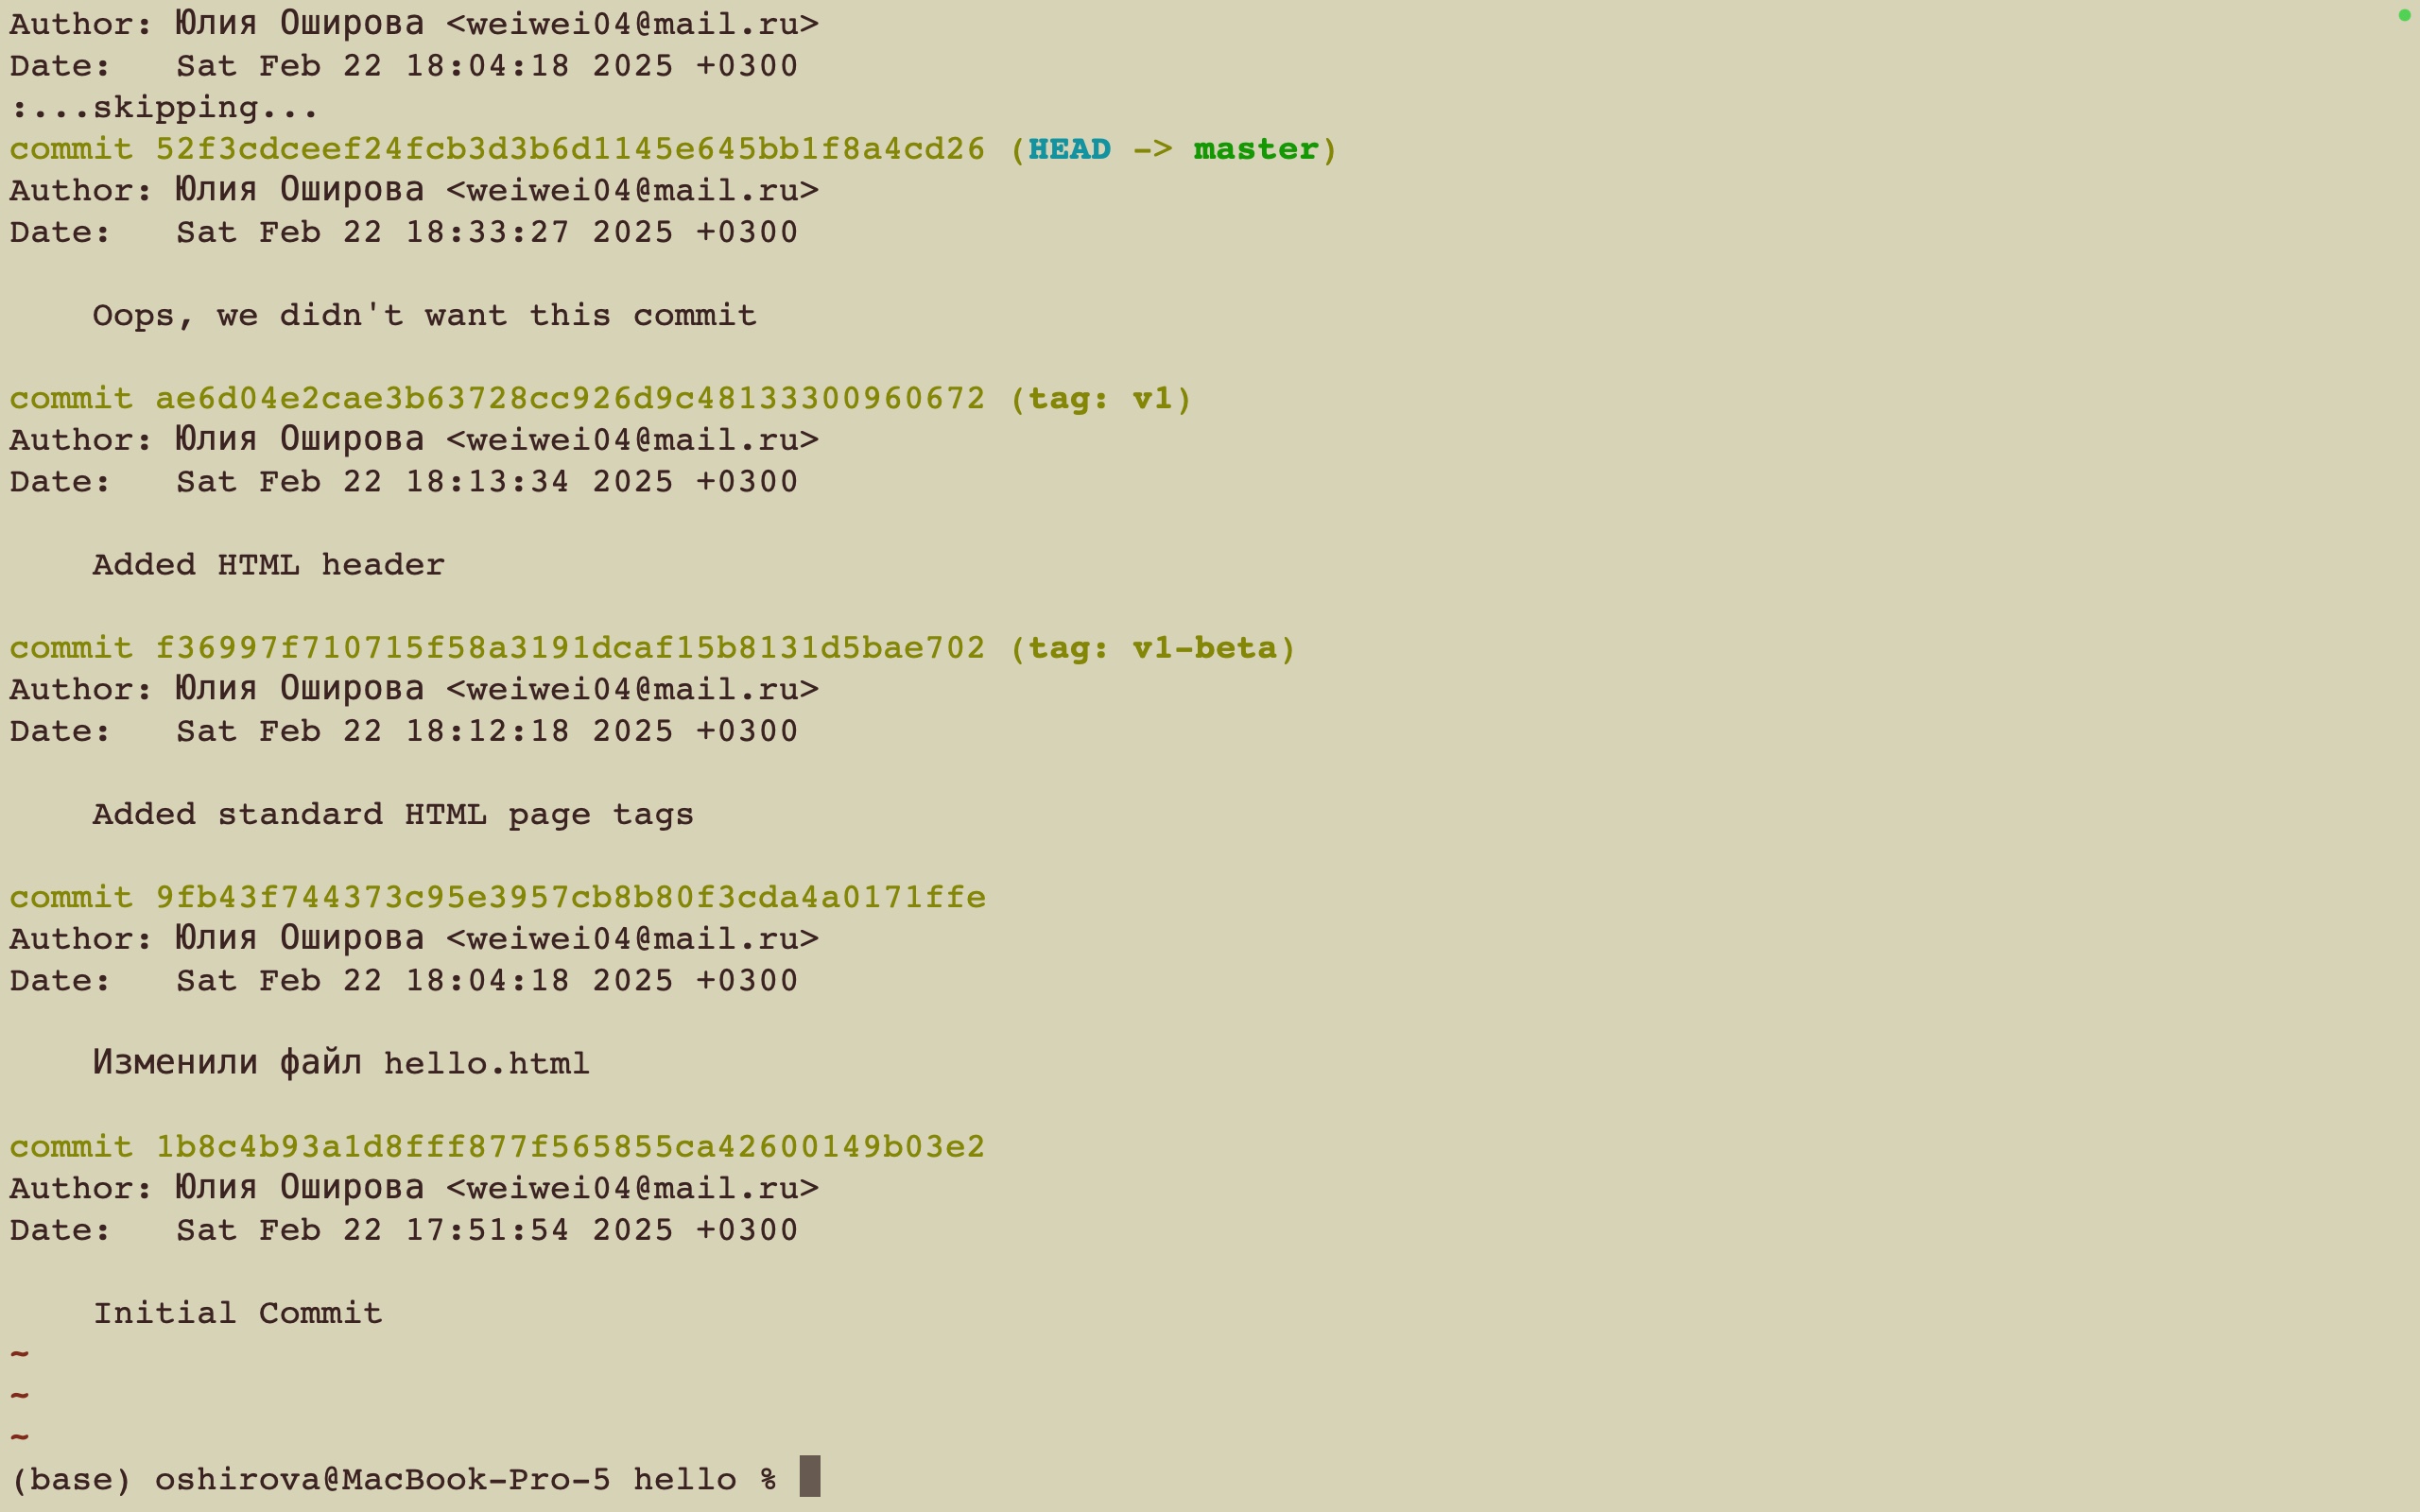 Author: Юлия Оширова <weiwei04@mail.ru>
Date:   Sat Feb 22 18:04:18 2025 +0300
:...skipping...
commit 52f3cdceef24fcb3d3b6d1145e645bb1f8a4cd26 (HEAD -> master)
Author: Юлия Оширова <weiwei04@mail.ru>
Date:   Sat Feb 22 18:33:27 2025 +0300

    Oops, we didn't want this commit

commit ae6d04e2cae3b63728cc926d9c48133300960672 (tag: v1)
Author: Юлия Оширова <weiwei04@mail.ru>
Date:   Sat Feb 22 18:13:34 2025 +0300

    Added HTML header

commit f36997f710715f58a3191dcaf15b8131d5bae702 (tag: v1-beta)
Author: Юлия Оширова <weiwei04@mail.ru>
Date:   Sat Feb 22 18:12:18 2025 +0300

    Added standard HTML page tags

commit 9fb43f744373c95e3957cb8b80f3cda4a0171ffe
Author: Юлия Оширова <weiwei04@mail.ru>
Date:   Sat Feb 22 18:04:18 2025 +0300

    Изменили файл hello.html

commit 1b8c4b93a1d8fff877f565855ca42600149b03e2
Author: Юлия Оширова <weiwei04@mail.ru>
Date:   Sat Feb 22 17:51:54 2025 +0300

    Initial Commit
~
~
~
(base) oshirova@MacBook-Pro-5 hello %